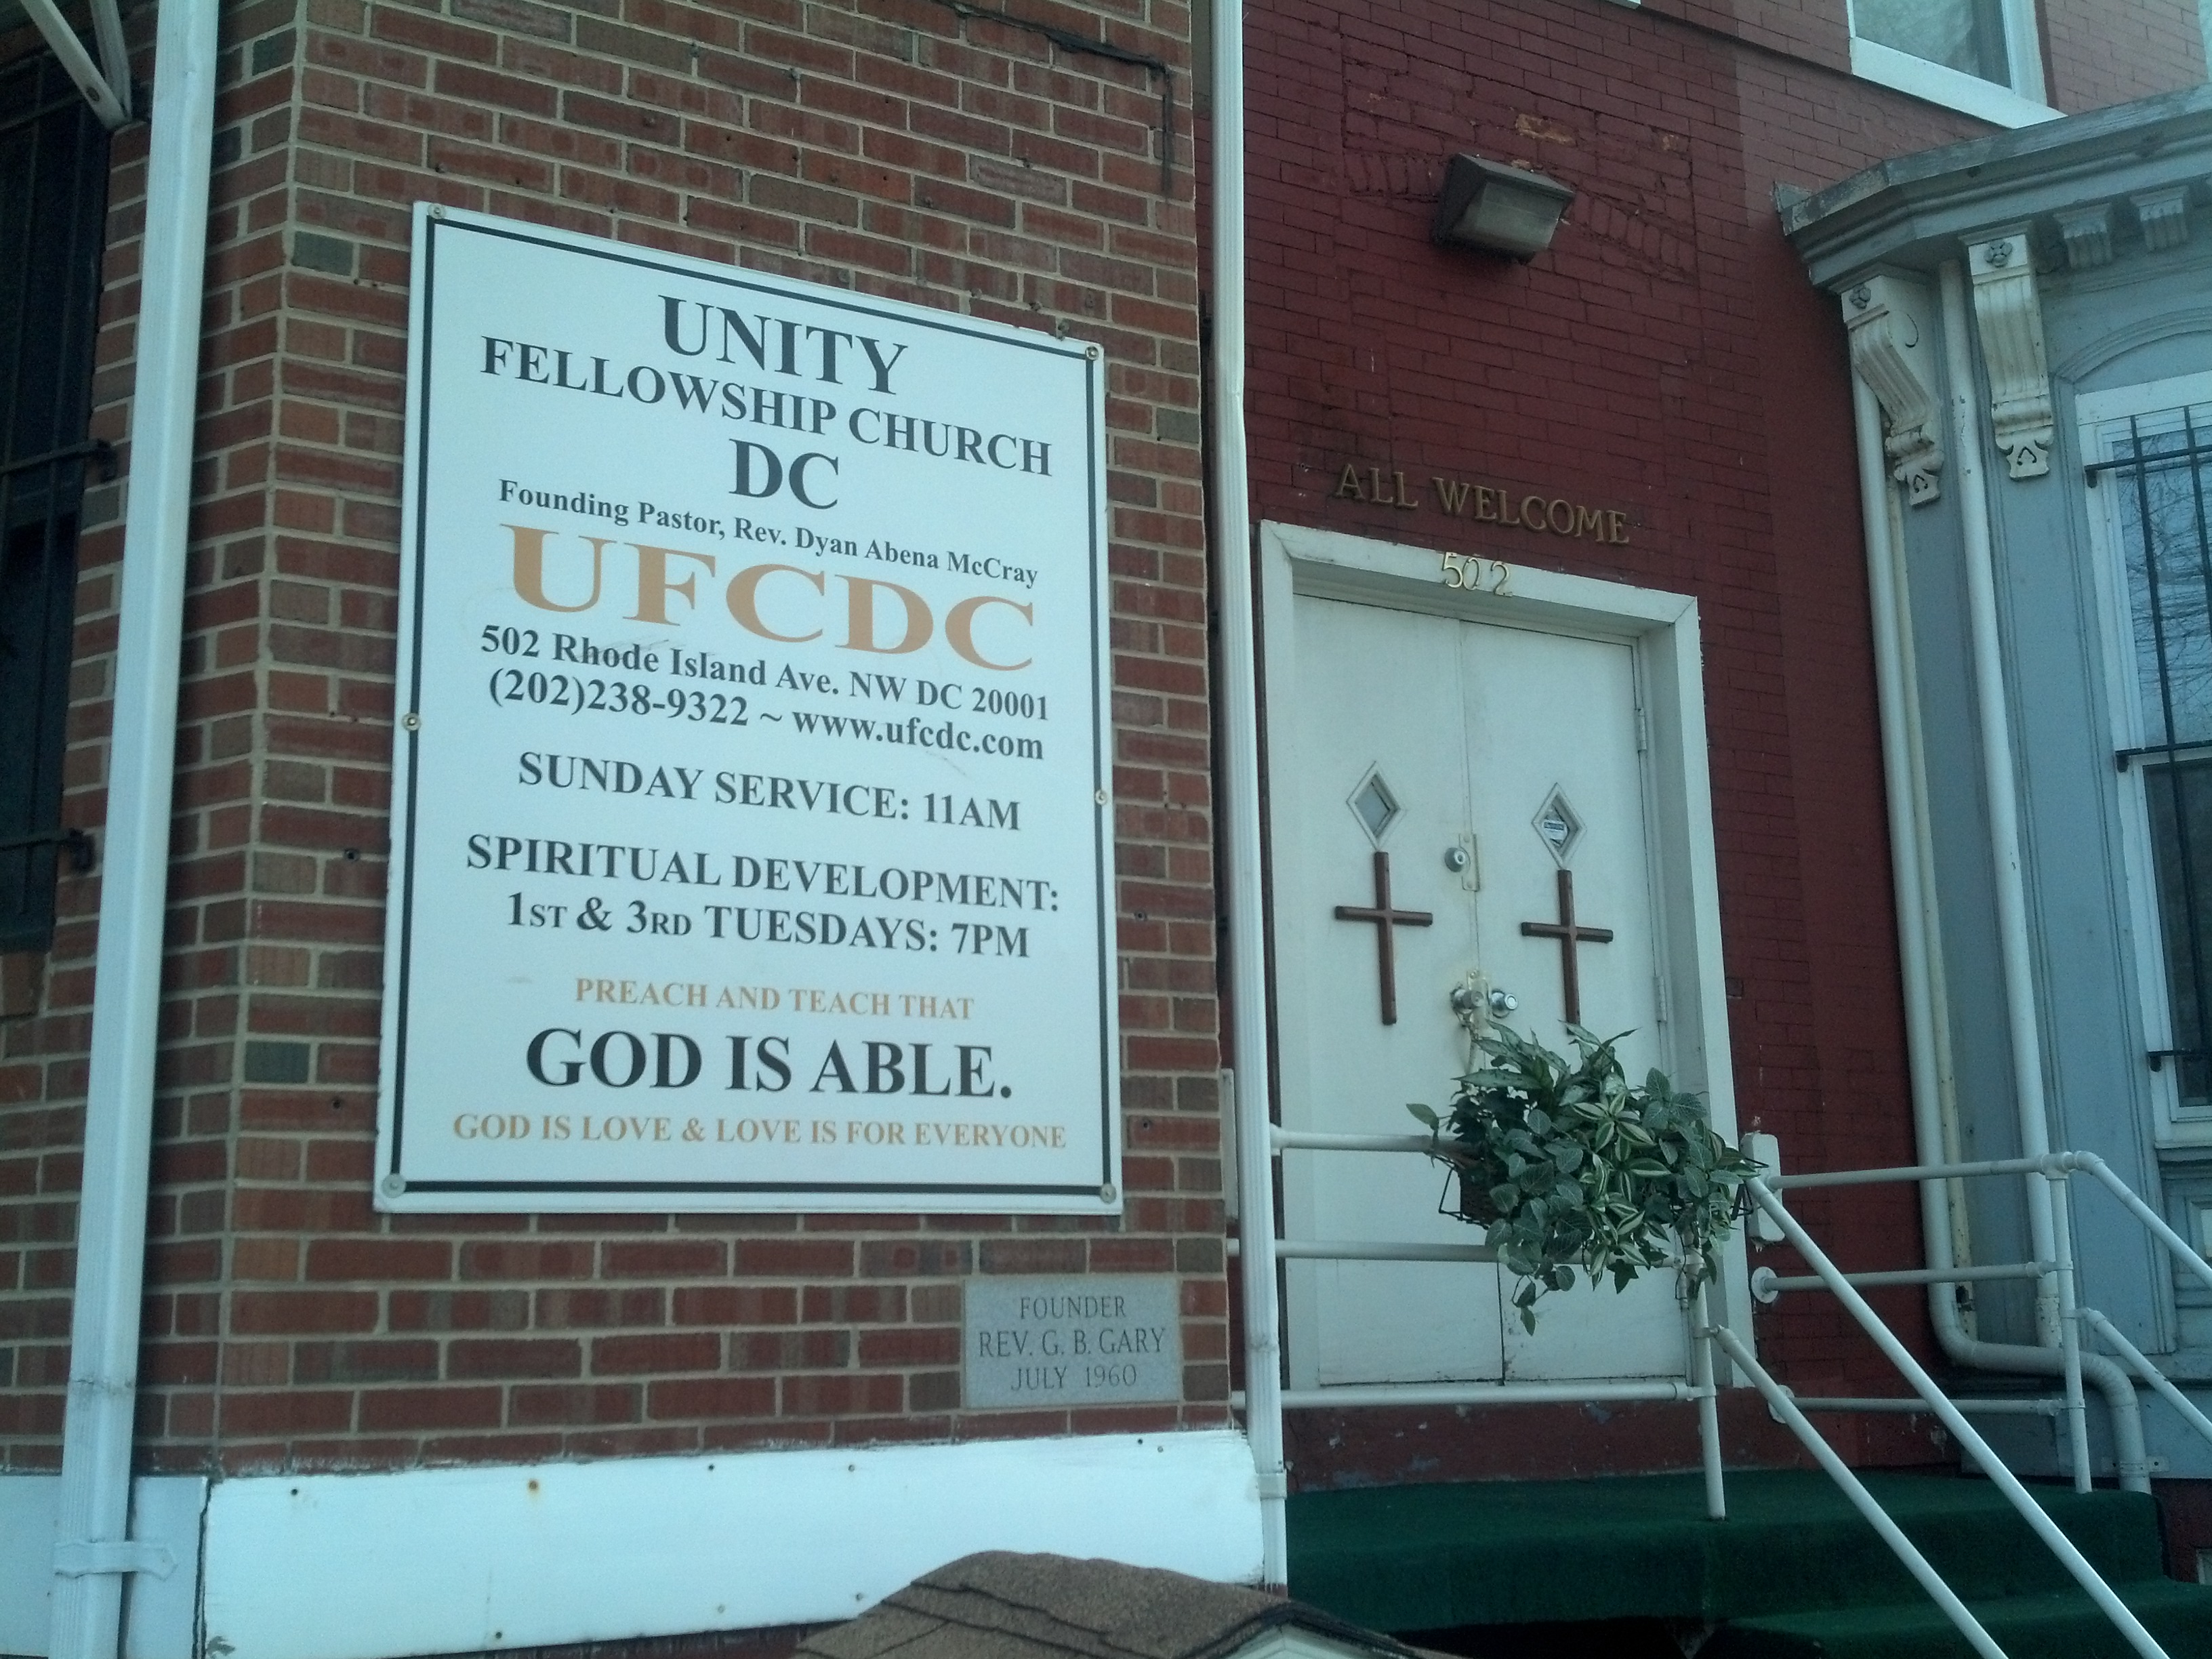 UNITY
FELLOWSHIP CHURCH
DC
Founding Pastor, Rev. Dyan Abena McCray
UFCDC
502 Rhode Island Ave. NW DC 20001
(202)238-9322 ~ www.ufcdc.com
SUNDAY SERVICE: 11AM
SPIRITUAL DEVELOPMENT:
1ST & 3RD TUESDAYS: 7PM
PREACH AND TEACH THAT
GOD IS ABLE.
GOD IS LOVE & LOVE IS FOR EVERYONE
FOUNDER
REV. G. B. GARY
JULY 1960
ALL WELCOME
502